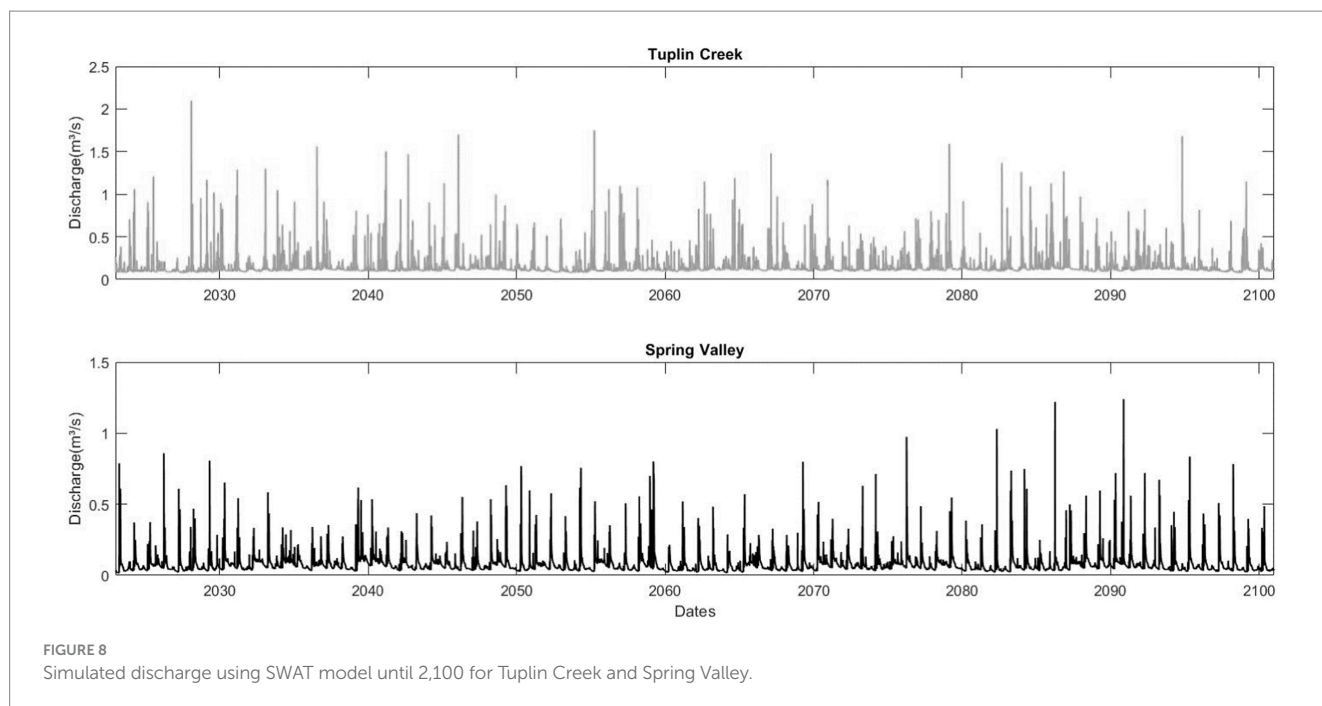 Tuplin Creek
2.5
2
1.5
1
0.5
0
Discharge(m³/s)
2030 2040 2050 2060 2070 2080 2090 2100
Spring Valley
1.5
1
0.5
0
Discharge(m³/s)
2030 2040 2050 2060 2070 2080 2090 2100
Dates
FIGURE 8
Simulated discharge using SWAT model until 2,100 for Tuplin Creek and Spring Valley.